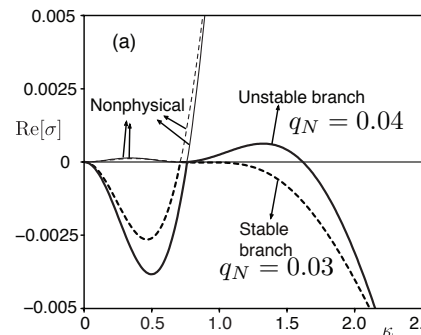 0.005
(a)
Nonphysical
Unstable branch
0.0025
q_N = 0.04
Re[σ]
0
Stable
branch
−0.0025
q_N = 0.03
−0.005
0 0.5 1.0 1.5 2.0